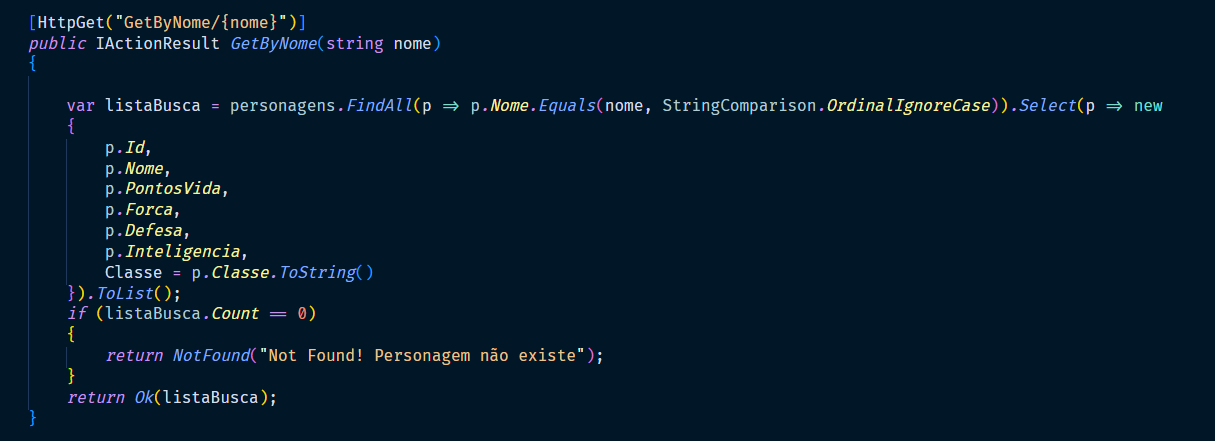 [HttpGet("GetByNome/{nome}")]
public IActionResult GetByNome(string nome)
{
var listaBusca = personagens.FindAll(p => p.Nome.Equals(nome, StringComparison.OrdinalIgnoreCase)).Select(p => new
{
p.Id,
p.Nome,
p.PontosVida,
p.Forca,
p.Defesa,
p.Inteligencia,
Classe = p.Classe.ToString()
}).ToList();
if (listaBusca.Count == 0)
{
return NotFound("Not Found! Personagem não existe");
}
return Ok(listaBusca);
}